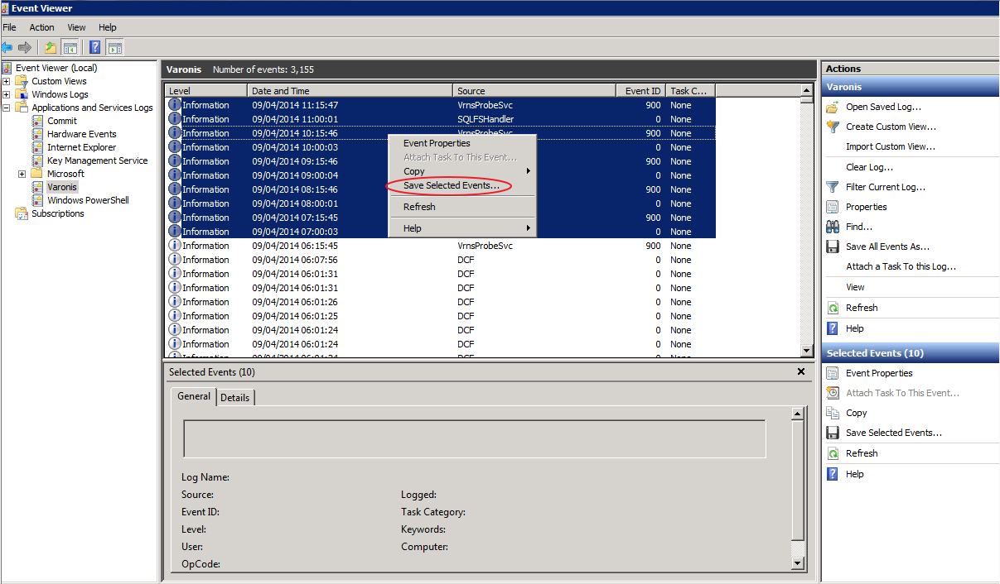 Event Viewer
File Action View Help
Event Viewer (Local)
Custom Views
Windows Logs
Applications and Services Logs
Commit
Hardware Events
Internet Explorer
Key Management Service
Microsoft
Varonis
Windows PowerShell
Subscriptions
Varonis Number of events: 3,155
Level Date and Time Source Event ID Task C...
Information 09/04/2014 11:15:47 VrnsProbeSvc 900 None
Information 09/04/2014 11:00:01 SQLFSHandler 0 None
Information 09/04/2014 10:15:46 VrnsProbeSvc 900 None
Information 09/04/2014 10:00:03 0 None
Information 09/04/2014 09:15:46 900 None
Information 09/04/2014 09:00:04 0 None
Information 09/04/2014 08:15:46 900 None
Information 09/04/2014 08:00:01 0 None
Information 09/04/2014 07:15:45 900 None
Information 09/04/2014 07:00:03 0 None
Information 09/04/2014 06:15:45 VrnsProbeSvc 900 None
Information 09/04/2014 06:07:56 DCF 0 None
Information 09/04/2014 06:01:31 DCF 0 None
Information 09/04/2014 06:01:31 DCF 0 None
Information 09/04/2014 06:01:26 DCF 0 None
Information 09/04/2014 06:01:25 DCF 0 None
Information 09/04/2014 06:01:24 DCF 0 None
Information 09/04/2014 06:01:24 DCF 0 None
Information 09/04/2014 06:01:24 DCF 0 None
Event Properties
Attach Task To This Event...
Copy
Save Selected Events...
Refresh
Help
Selected Events (10)
General Details
Log Name:
Source: Logged:
Event ID: Task Category:
Level: Keywords:
User: Computer:
OpCode:
Actions
Varonis
Open Saved Log...
Create Custom View...
Import Custom View...
Clear Log...
Filter Current Log...
Properties
Find...
Save All Events As...
Attach a Task To this Log...
View
Refresh
Help
Selected Events (10)
Event Properties
Attach Task To This Event...
Copy
Save Selected Events...
Refresh
Help